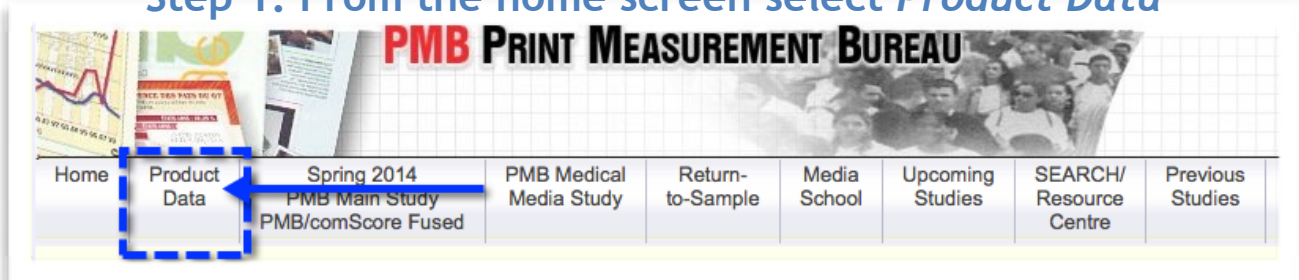 Step 1: From the home screen select Product Data
PMB PRINT MEASUREMENT BUREAU
Home
Product
Data
Spring 2014
PMB Main Study
PMB/comScore Fused
PMB Medical
Media Study
Return-
to-Sample
Media
School
Upcoming
Studies
SEARCH/
Resource
Centre
Previous
Studies